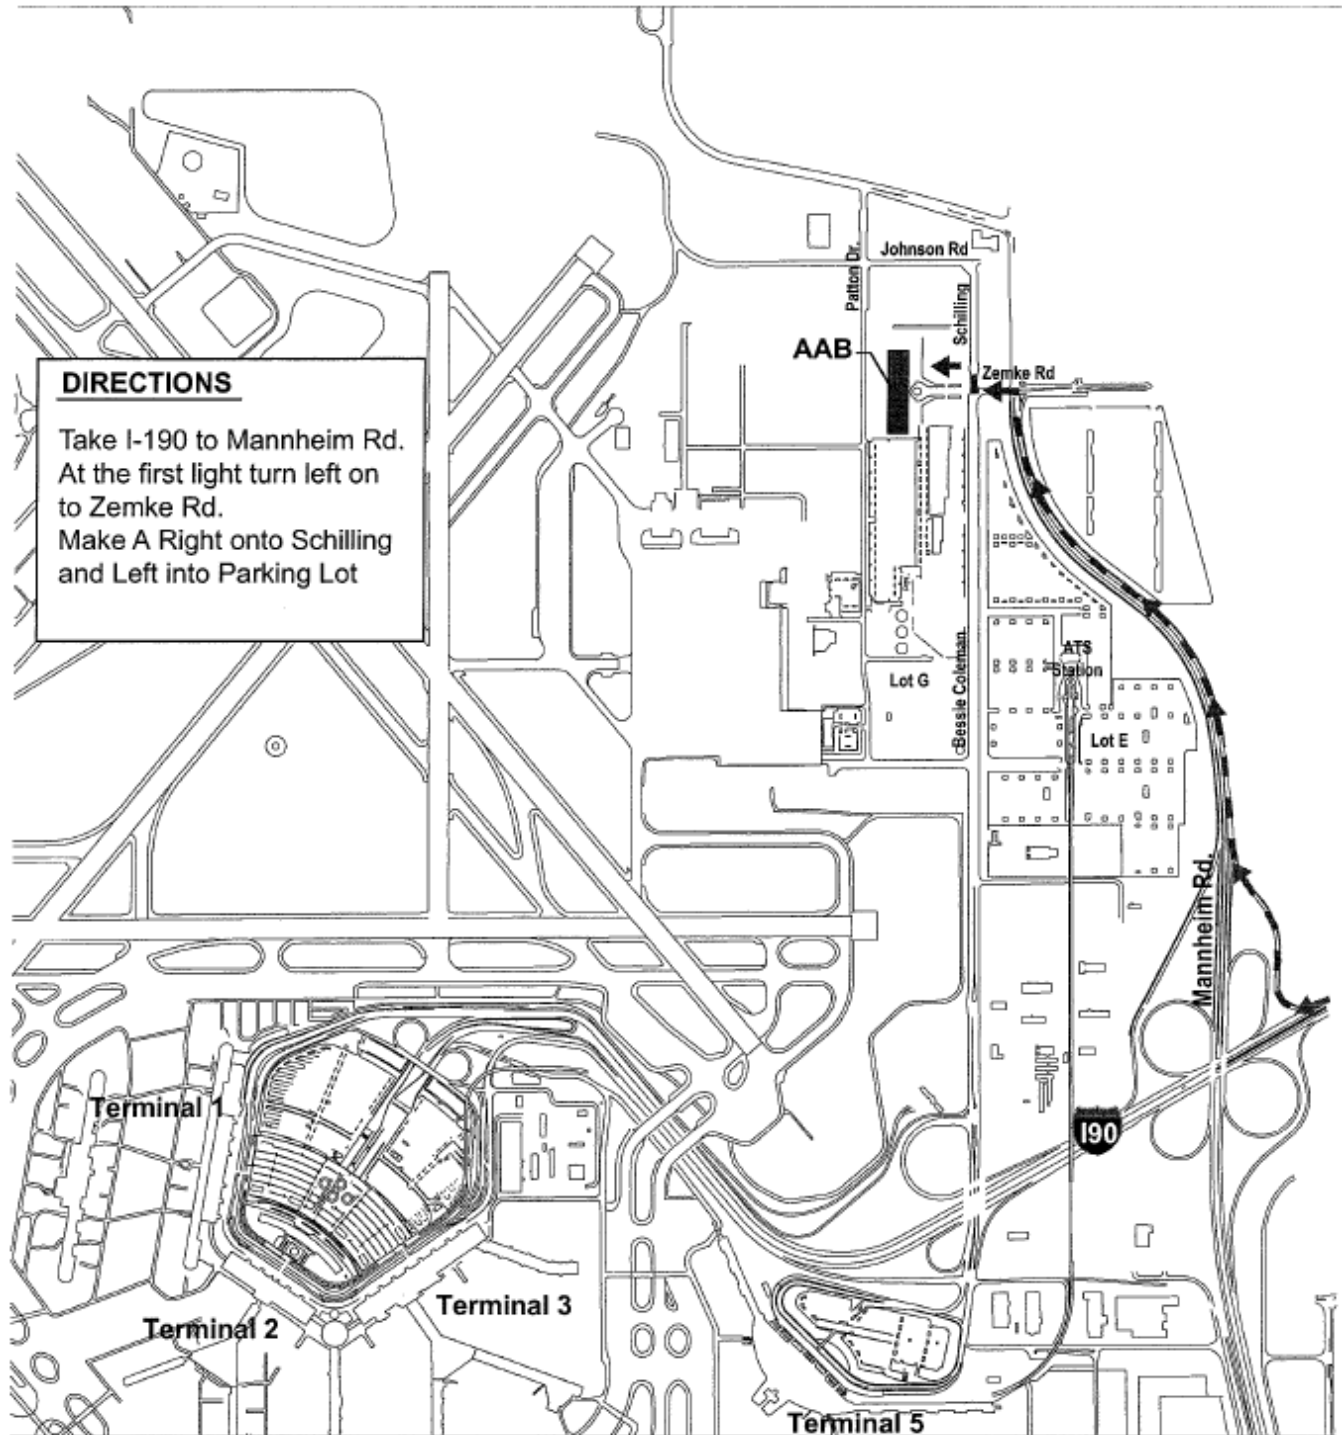 Johnson Rd
Patton Dr.
Schilling
AAB
Zemke Rd
DIRECTIONS
Take I-190 to Mannheim Rd.
At the first light turn left on
to Zemke Rd.
Make A Right onto Schilling
and Left into Parking Lot
ATS
Station
Lot G
Bessie Coleman
Lot E
Mannheim Rd.
Terminal 1
I90
Terminal 3
Terminal 2
Terminal 5